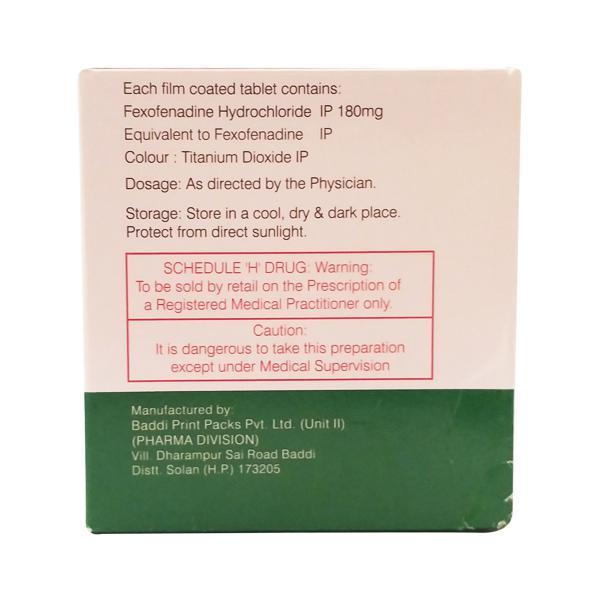 Each film coated tablet contains:
Fexofenadine Hydrochloride IP 180mg
Equivalent to Fexofenadine IP
Colour : Titanium Dioxide IP
Dosage: As directed by the Physician.
Storage: Store in a cool, dry & dark place.
Protect from direct sunlight.
SCHEDULE 'H' DRUG: Warning:
To be sold by retail on the Prescription of
a Registered Medical Practitioner only.
Caution:
It is dangerous to take this preparation
except under Medical Supervision
Manufactured by:
Baddi Print Packs Pvt. Ltd. (Unit II)
(PHARMA DIVISION)
Vill. Dharampur Sai Road Baddi
Distt. Solan (H.P.) 173205